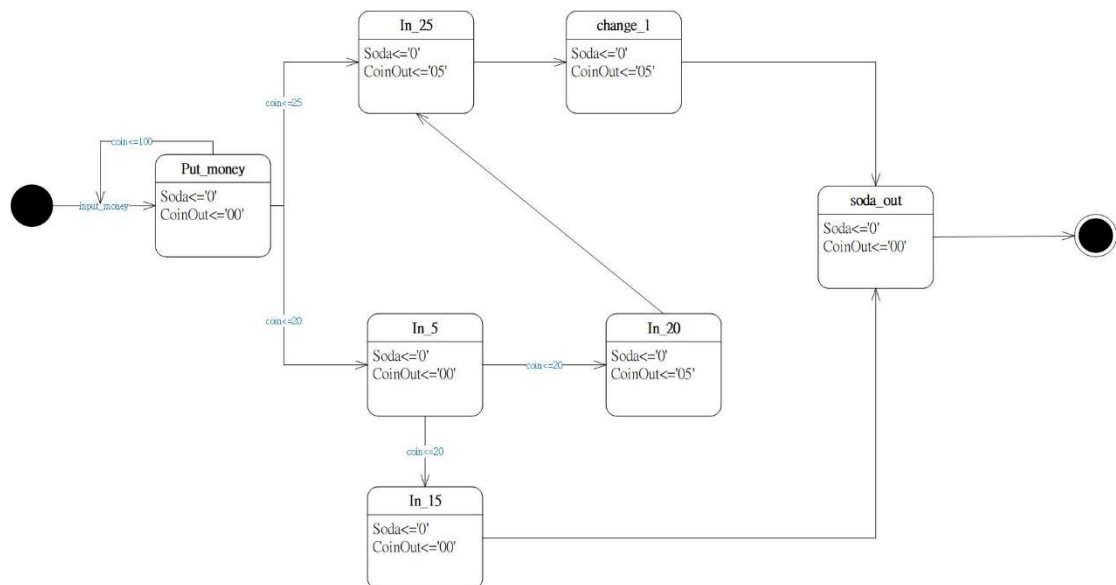 In_25
Soda<='0'
CoinOut<='05'
change_1
Soda<='0'
CoinOut<='05'
coin<=25
coin<=100
input_money
Put_money
Soda<='0'
CoinOut<='00'
soda_out
Soda<='0'
CoinOut<='00'
coin<=20
In_5
Soda<='0'
CoinOut<='00'
coin<=20
In_20
Soda<='0'
CoinOut<='05'
coin<=20
In_15
Soda<='0'
CoinOut<='00'